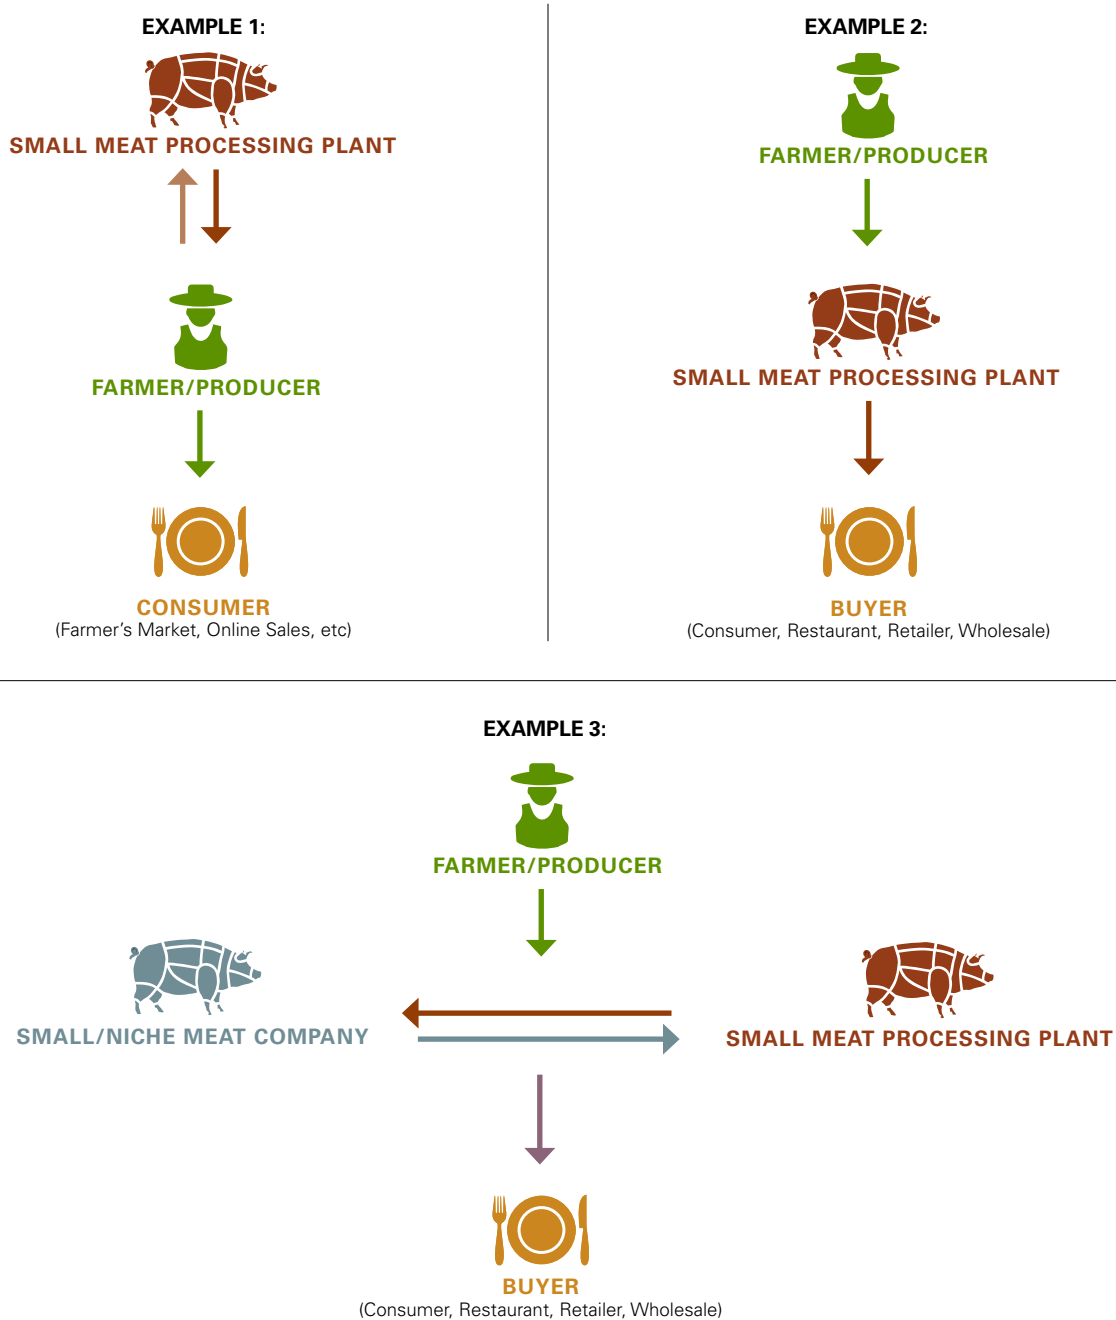 EXAMPLE 1:
SMALL MEAT PROCESSING PLANT
FARMER/PRODUCER
CONSUMER
(Farmer's Market, Online Sales, etc)
EXAMPLE 2:
FARMER/PRODUCER
SMALL MEAT PROCESSING PLANT
BUYER
(Consumer, Restaurant, Retailer, Wholesale)
EXAMPLE 3:
FARMER/PRODUCER
SMALL/NICHE MEAT COMPANY
SMALL MEAT PROCESSING PLANT
BUYER
(Consumer, Restaurant, Retailer, Wholesale)